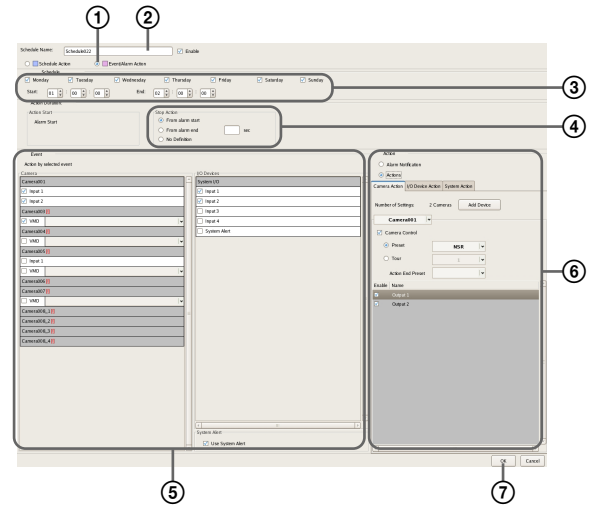 1 2
Schedule Name: Schedule022 Enable
Schedule Action Event/Alarm Action
Schedule
Monday Tuesday Wednesday Thursday Friday Saturday Sunday
Start: 01 : 00 : 00 End: 02 : 00 : 00
3
Action Duration
Action Start
Alarm Start
Stop Action
From alarm start
From alarm end sec
No Definition
4
Event
Action by selected event
Camera
Camera001
Input 1
Input 2
Camera003
VMD
Camera004
VMD
Camera005
Input 1
VMD
Camera006
Camera007
VMD
Camera008_1
Camera008_2
Camera008_3
Camera008_4
I/O Devices
System I/O
Input 1
Input 2
Input 3
Input 4
System Alert
System Alert
Use System Alert
5
Action
Alarm Notification
Actions
Camera Action I/O Device Action System Action
Number of Settings: 2 Cameras Add Device
Camera001
Camera Control
Preset NSR
Tour 1
Action End Preset
Enable Name
Output 1
Output 2
6
OK Cancel
7